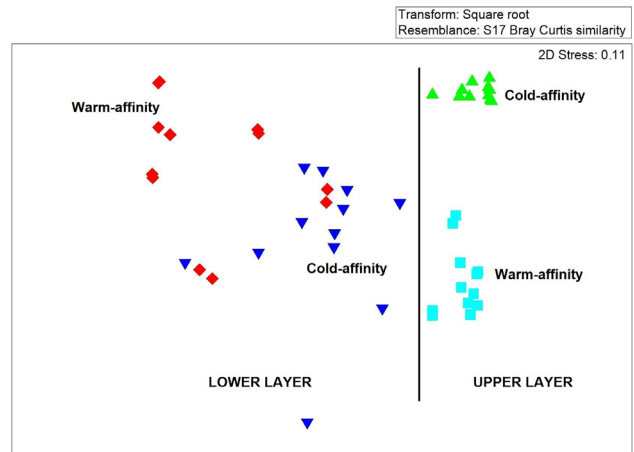 Transform: Square root
Resemblance: S17 Bray Curtis similarity
2D Stress: 0.11
Warm-affinity
Cold-affinity
Cold-affinity
Warm-affinity
LOWER LAYER
UPPER LAYER